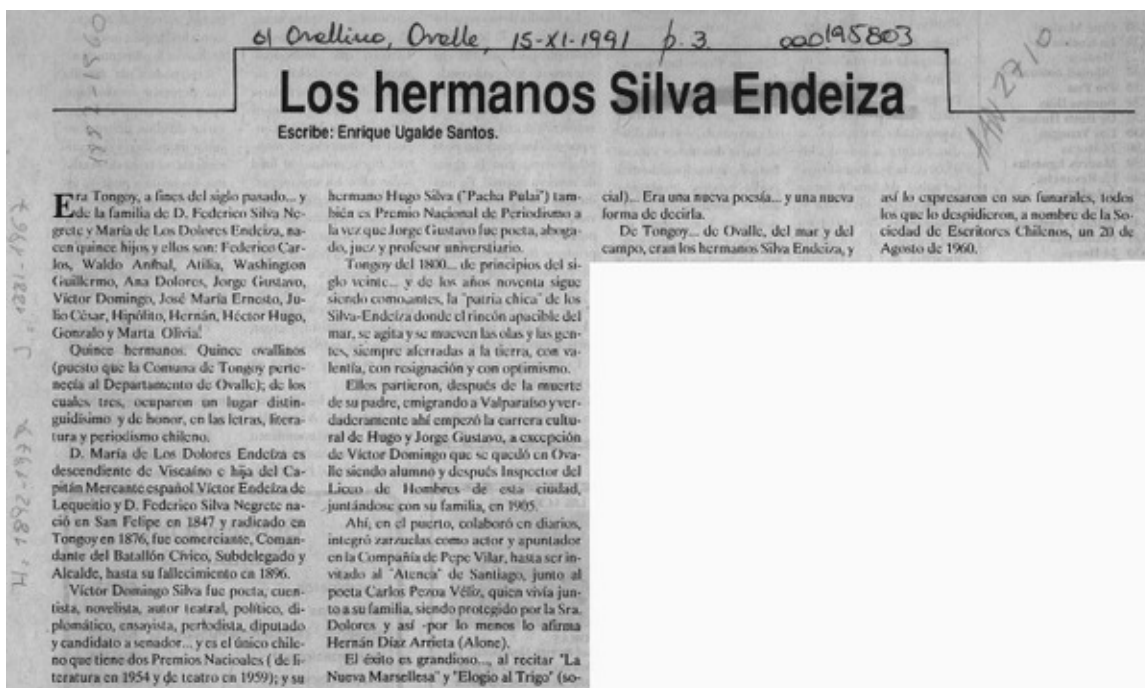 el Ovallino, Ovalle, 15-XI-1991 p. 3. 000195803
AAW 2710
1882-1960
J: 1881-1967
H: 1892-197
Los hermanos Silva Endeiza
Escribe: Enrique Ugalde Santos.
Era Tongoy, a fines del siglo pasado... y
de la familia de D. Federico Silva Ne-
grete y María de Los Dolores Endeiza, na-
cen quince hijos y ellos son: Federico Car-
los, Waldo Aníbal, Atilia, Washington
Guillermo, Ana Dolores, Jorge Gustavo,
Víctor Domingo, José María Ernesto, Ju-
lio César, Hipólito, Hernán, Héctor Hugo,
Gonzalo y Marta Olivia!
Quince hermanos. Quince ovallinos
(puesto que la Comuna de Tongoy perte-
necía al Departamento de Ovalle); de los
cuales tres, ocuparon un lugar distin-
guidísimo y de honor, en las letras, litera-
tura y periodismo chileno.
D. María de Los Dolores Endeiza es
descendiente de Viscaíno e hija del Ca-
pitán Mercante español Víctor Endeiza de
Lequeitio y D. Federico Silva Negrete na-
ció en San Felipe en 1847 y radicado en
Tongoy en 1876, fue comerciante, Coman-
dante del Batallón Cívico, Subdelegado y
Alcalde, hasta su fallecimiento en 1896.
Víctor Domingo Silva fue poeta, cuen-
tista, novelista, autor teatral, político, di-
plomático, ensayista, periodista, diputado
y candidato a senador... y es el único chile-
no que tiene dos Premios Nacionales ( de li-
teratura en 1954 y de teatro en 1959); y su
hermano Hugo Silva ("Pacha Pulai") tam-
bién es Premio Nacional de Periodismo a
la vez que Jorge Gustavo fue poeta, aboga-
do, juez y profesor universtiario.
Tongoy del 1800... de principios del si-
glo veinte... y de los años noventa sigue
siendo como antes, la "patria chica" de los
Silva-Endeiza donde el rincón apacible del
mar, se agita y se mueven las olas y las gen-
tes, siempre aferradas a la tierra, con va-
lentía, con resignación y con optimismo.
Ellos partieron, después de la muerte
de su padre, emigrando a Valparaíso y ver-
daderamente ahí empezó la carrera cultu-
ral de Hugo y Jorge Gustavo, a excepción
de Víctor Domingo que se quedó en Ova-
lle siendo alumno y después Inspector del
Liceo de Hombres de esta ciudad,
juntándose con su familia, en 1905.
Ahí, en el puerto, colaboró en diarios,
integró zarzuelas como actor y apuntador
en la Compañía de Pepe Vilar, hasta ser in-
vitado al "Atenea" de Santiago, junto al
poeta Carlos Pezoa Véliz, quien vivía jun-
to a su familia, siendo protegido por la Sra.
Dolores y así -por lo menos lo afirma
Hernán Díaz Arrieta (Alone).
El éxito es grandioso..., al recitar "La
Nueva Marsellesa" y "Elogio al Trigo" (so-
cial)... Era una nueva poesía... y una nueva
forma de decirla.
De Tongoy... de Ovalle, del mar y del
campo, eran los hermanos Silva Endeiza, y
así lo expresaron en sus funarales, todos
los que lo despidieron, a nombre de la So-
ciedad de Escritores Chilenos, un 20 de
Agosto de 1960.